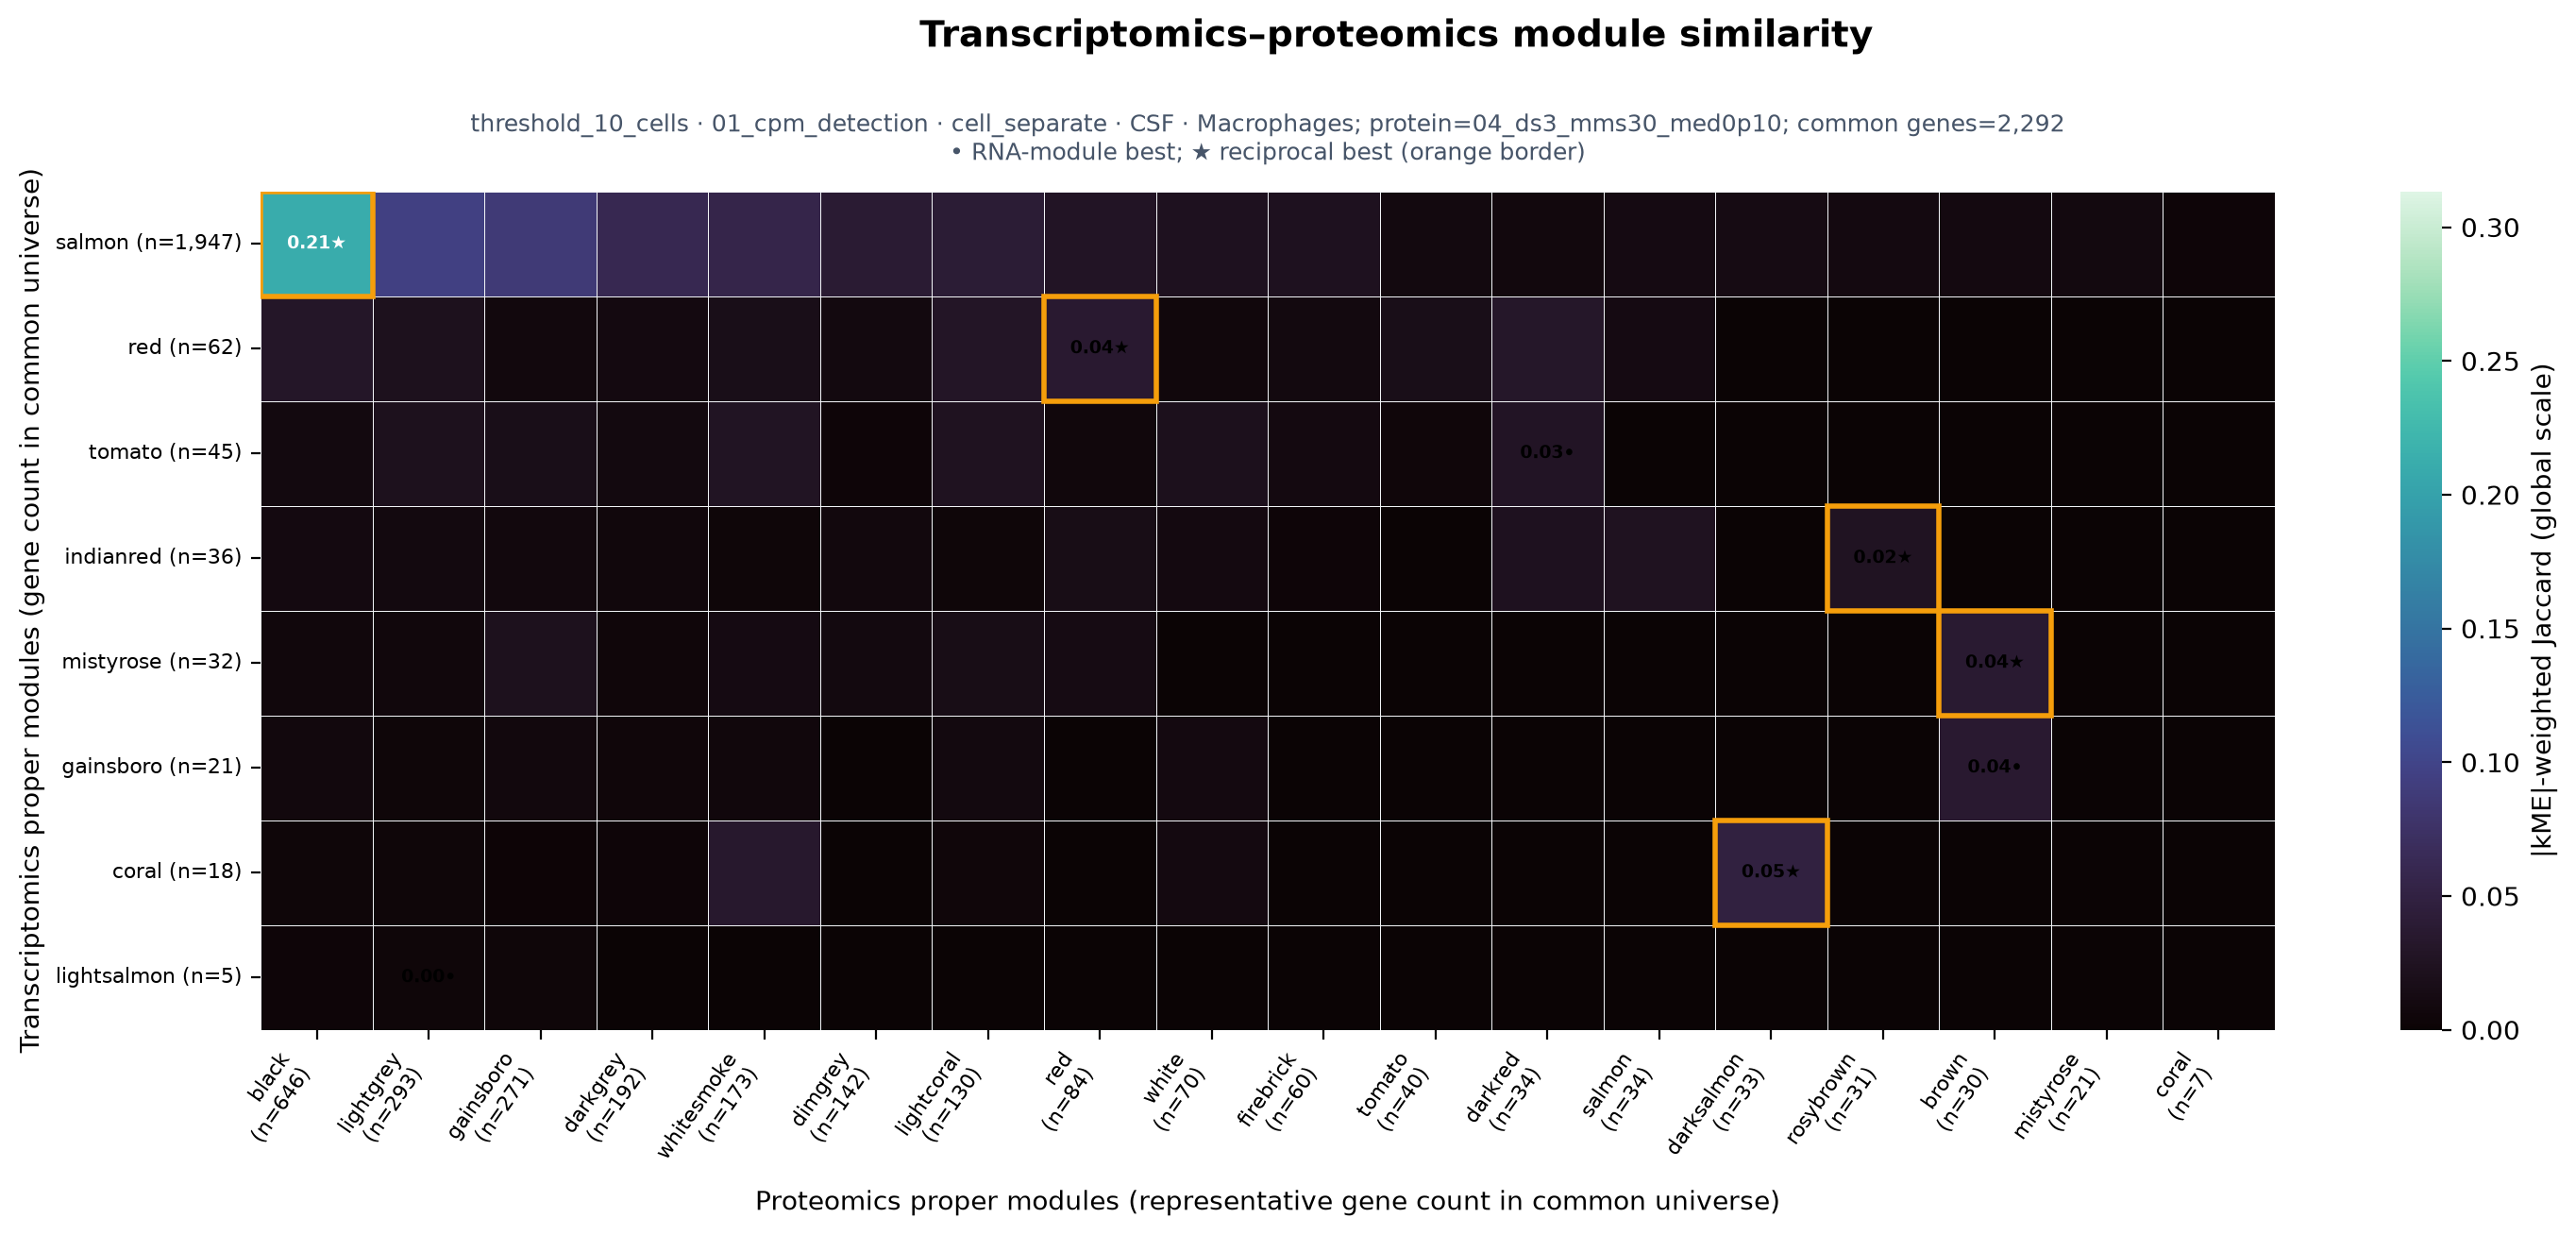 Transcriptomics–proteomics module similarity
threshold_10_cells · 01_cpm_detection · cell_separate · CSF · Macrophages; protein=04_ds3_mms30_med0p10; common genes=2,292
• RNA-module best; ★ reciprocal best (orange border)
Transcriptomics proper modules (gene count in common universe)
salmon (n=1,947)
red (n=62)
tomato (n=45)
indianred (n=36)
mistyrose (n=32)
gainsboro (n=21)
coral (n=18)
lightsalmon (n=5)
0.21★
0.04★
0.03•
0.02★
0.04★
0.04•
0.05★
0.00•
black
(n=646)
lightgrey
(n=293)
gainsboro
(n=271)
darkgrey
(n=192)
whitesmoke
(n=173)
dimgrey
(n=142)
lightcoral
(n=130)
red
(n=84)
white
(n=70)
firebrick
(n=60)
tomato
(n=40)
darkred
(n=34)
salmon
(n=34)
darksalmon
(n=33)
rosybrown
(n=31)
brown
(n=30)
mistyrose
(n=21)
coral
(n=7)
Proteomics proper modules (representative gene count in common universe)
0.30
0.25
0.20
0.15
0.10
0.05
0.00
|kME|-weighted Jaccard (global scale)